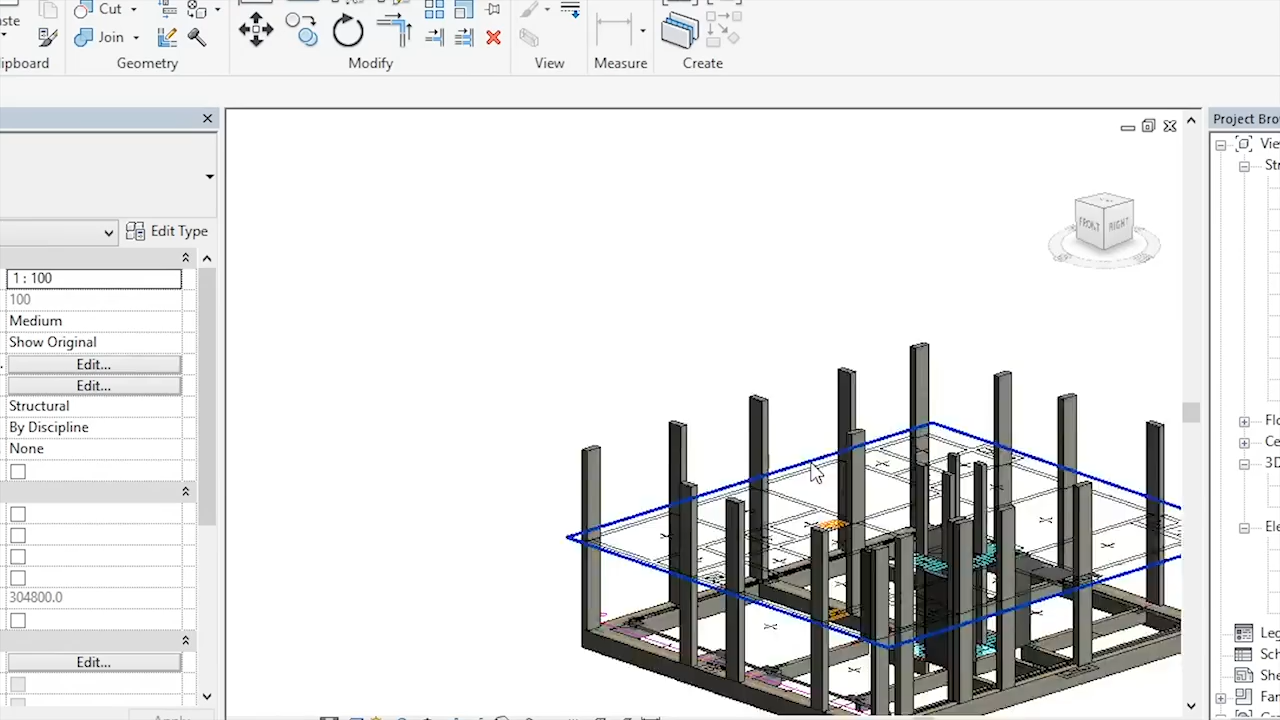 Cut
Join
Geometry
Modify
View
Measure
Create
Edit Type
1 : 100
100
Medium
Show Original
Edit...
Edit...
Structural
By Discipline
None
304800.0
Edit...
FRONT
RIGHT
Project Bro